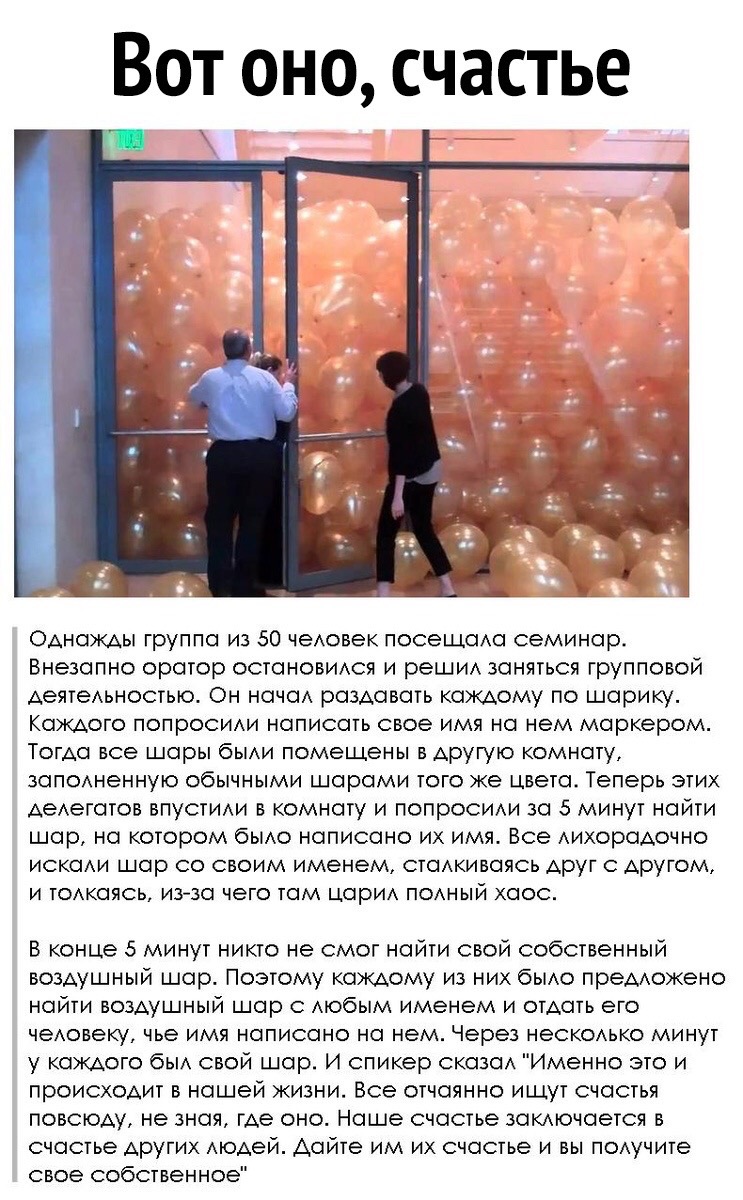 Вот оно, счастье
Однажды группа из 50 человек посещала семинар.
Внезапно оратор остановился и решил заняться групповой
деятельностью. Он начал раздавать каждому по шарику.
Каждого попросили написать свое имя на нем маркером.
Тогда все шары были помещены в другую комнату,
заполненную обычными шарами того же цвета. Теперь этих
делегатов впустили в комнату и попросили за 5 минут найти
шар, на котором было написано их имя. Все лихорадочно
искали шар со своим именем, сталкиваясь друг с другом,
и толкаясь, из-за чего там царил полный хаос.
В конце 5 минут никто не смог найти свой собственный
воздушный шар. Поэтому каждому из них было предложено
найти воздушный шар с любым именем и отдать его
человеку, чье имя написано на нем. Через несколько минут
у каждого был свой шар. И спикер сказал "Именно это и
происходит в нашей жизни. Все отчаянно ищут счастья
повсюду, не зная, где оно. Наше счастье заключается в
счастье других людей. Дайте им их счастье и вы получите
свое собственное"